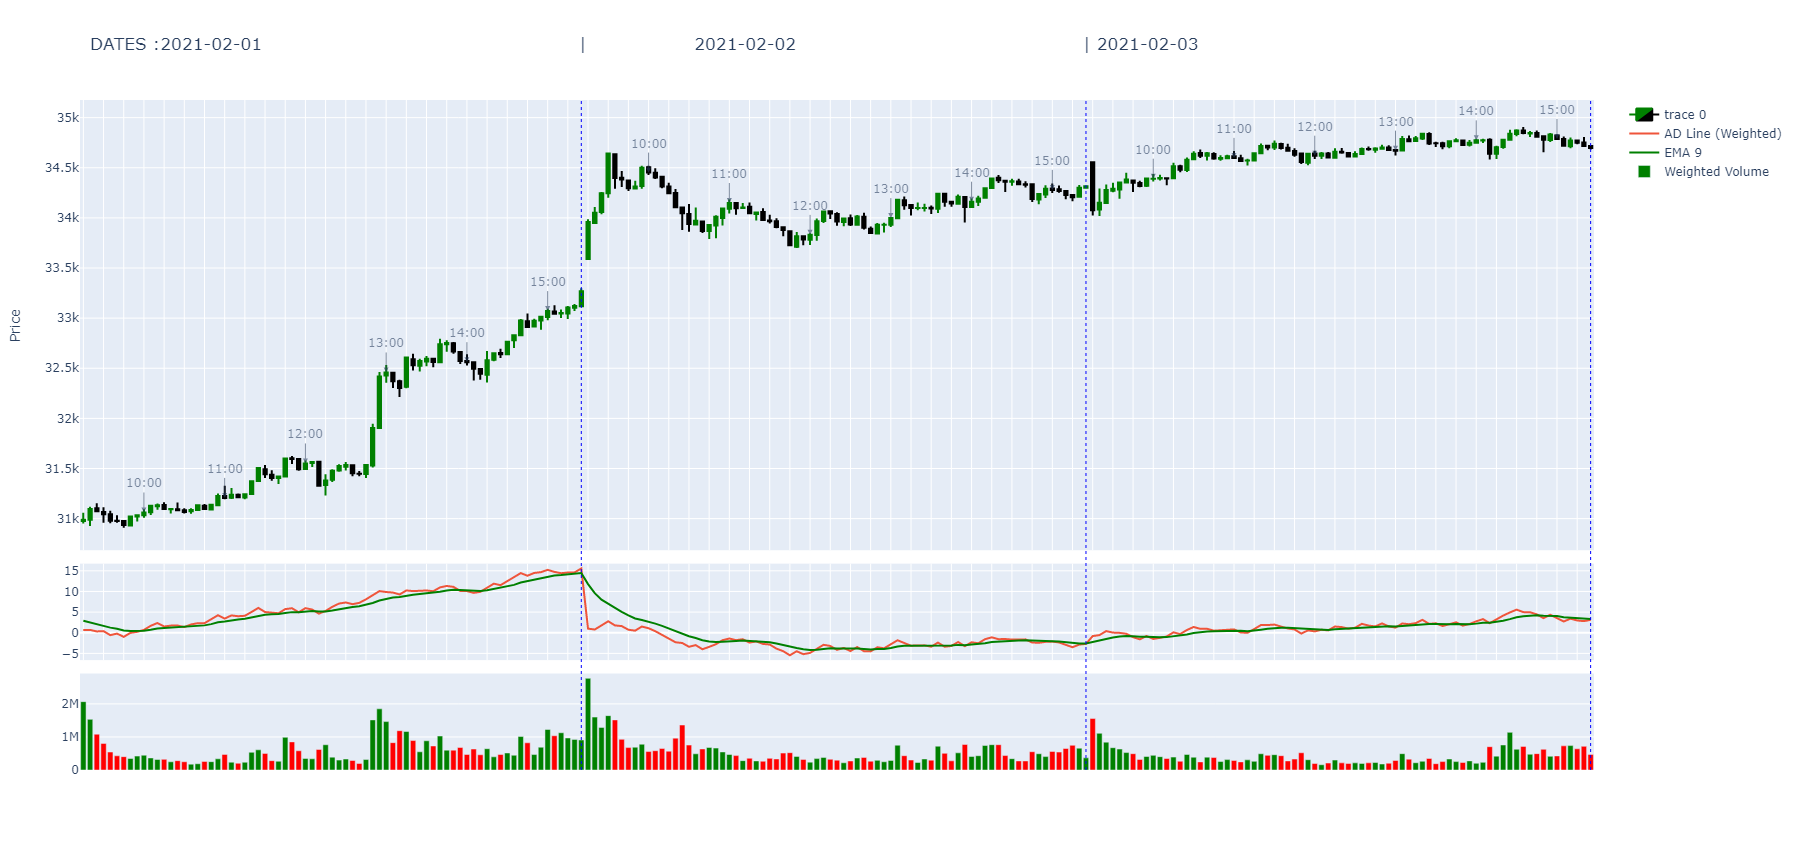 DATES :2021-02-01 | 2021-02-02 | 2021-02-03
Price
35k
34.5k
34k
33.5k
33k
32.5k
32k
31.5k
31k
10:00
11:00
12:00
13:00
14:00
15:00
10:00
11:00
12:00
13:00
14:00
15:00
10:00
11:00
12:00
13:00
14:00
15:00
trace 0
AD Line (Weighted)
EMA 9
Weighted Volume
15
10
5
0
−5
2M
1M
0